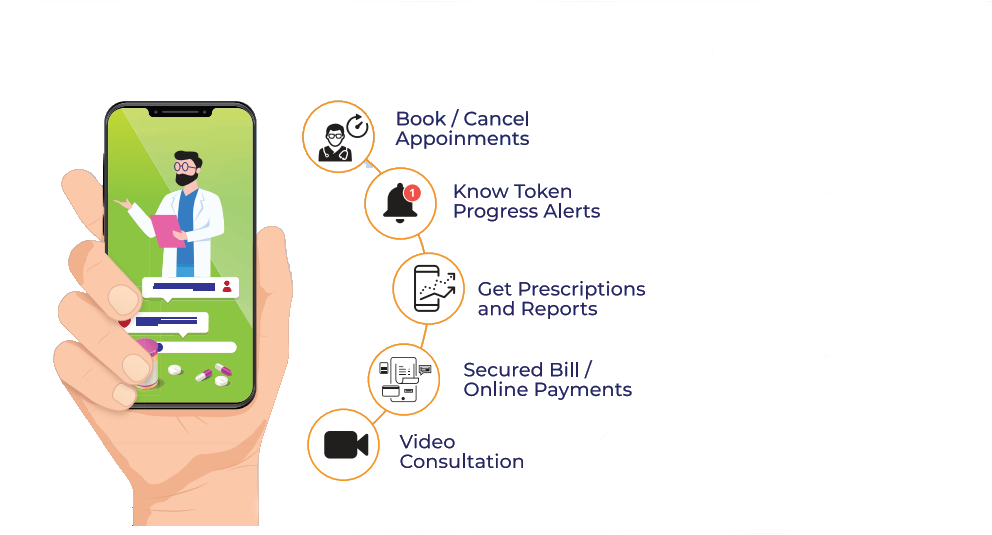 Book / Cancel
Appoinments
1
Know Token
Progress Alerts
Get Prescriptions
and Reports
Secured Bill /
Online Payments
Video
Consultation